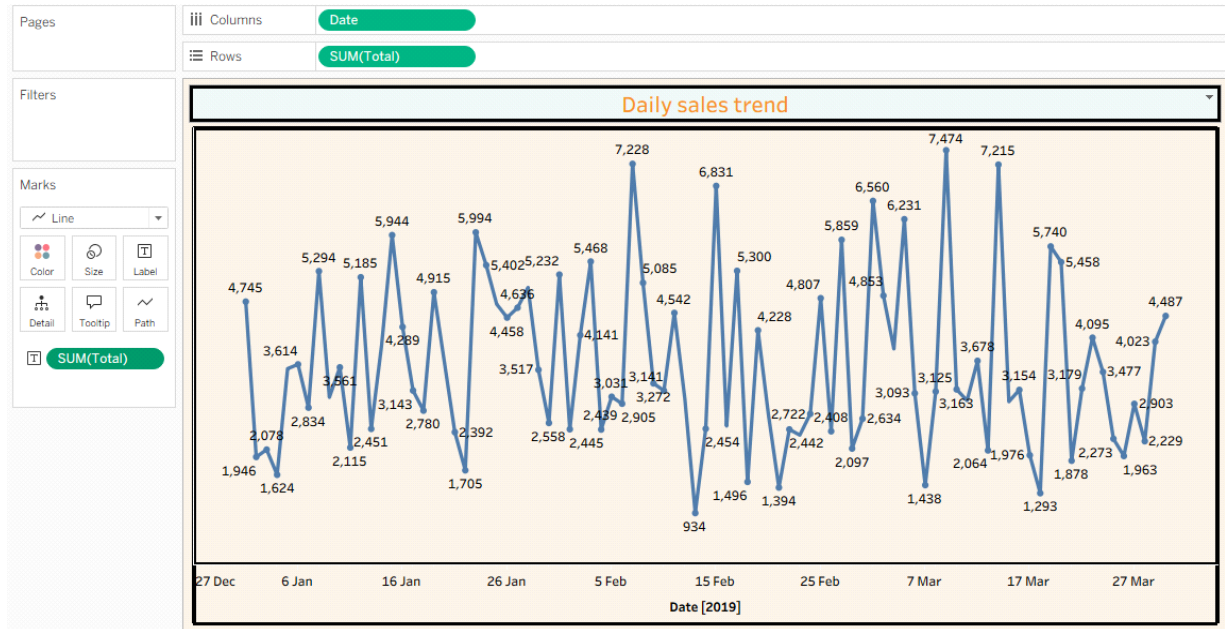 Pages
Columns
Date
Rows
SUM(Total)
Filters
Marks
Line
Color
Size
Label
Detail
Tooltip
Path
SUM(Total)
Daily sales trend
4,745
1,946
2,078
1,624
3,614
2,834
5,294
3,561
2,115
5,185
2,451
5,944
4,289
3,143
2,780
4,915
2,392
1,705
5,994
5,402
4,458
4,636
3,517
2,558
5,232
2,445
4,141
5,468
2,439
3,031
2,905
7,228
5,085
3,141
3,272
4,542
934
6,831
2,454
5,300
1,496
4,228
1,394
2,722
2,442
4,807
2,408
5,859
2,097
2,634
6,560
4,853
6,231
3,093
1,438
3,125
7,474
3,163
3,678
2,064
7,215
3,154
1,976
1,293
5,740
5,458
1,878
3,179
4,095
3,477
2,273
1,963
2,903
2,229
4,023
4,487
27 Dec
6 Jan
16 Jan
26 Jan
5 Feb
15 Feb
25 Feb
7 Mar
17 Mar
27 Mar
Date [2019]